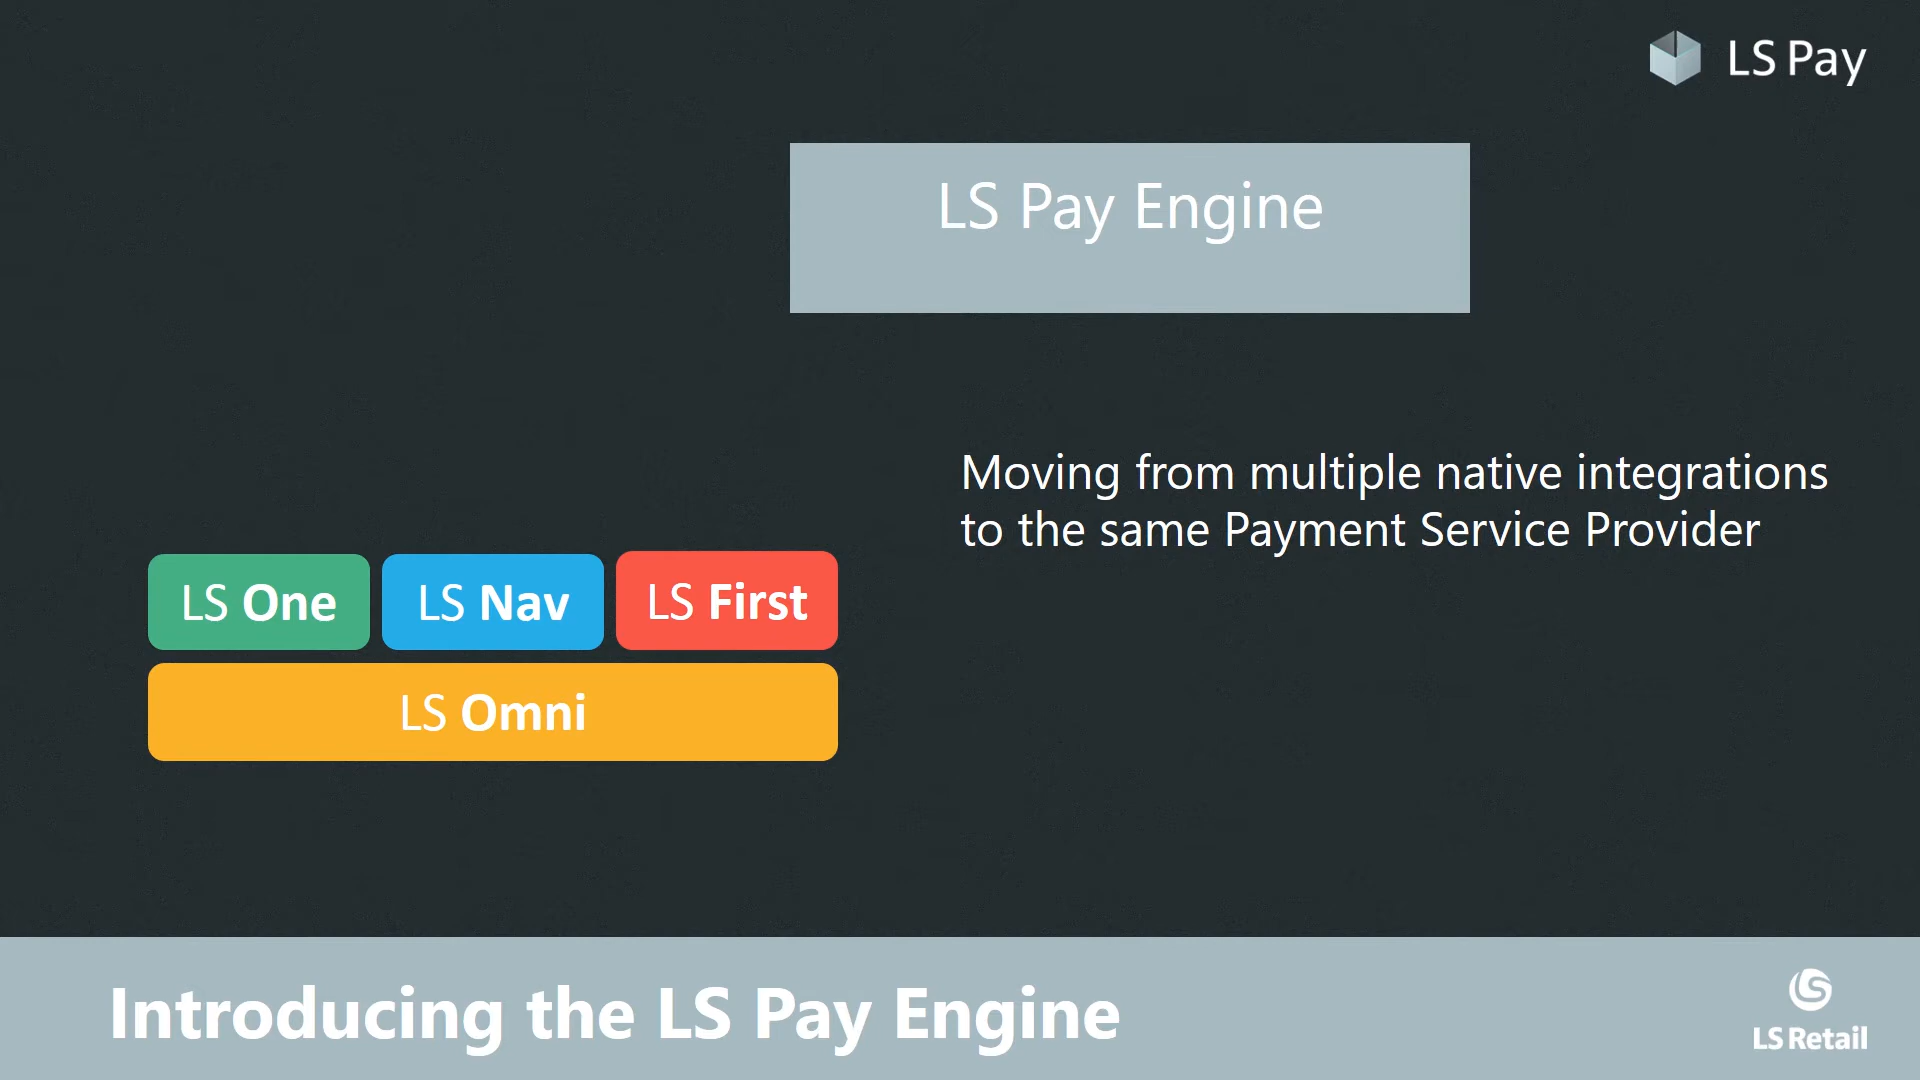 LS Pay
LS Pay Engine
Moving from multiple native integrations
to the same Payment Service Provider
LS One
LS Nav
LS First
LS Omni
Introducing the LS Pay Engine
LS Retail